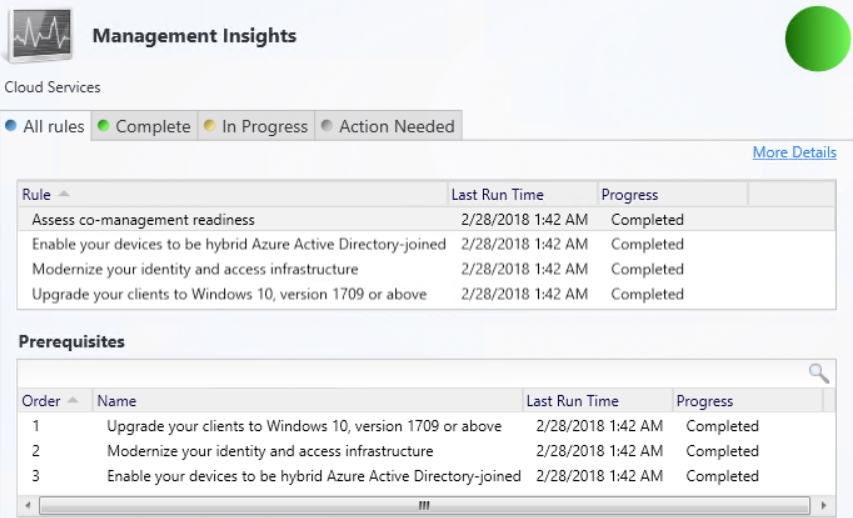 Management Insights
Cloud Services
All rules Complete In Progress Action Needed
More Details
Rule Last Run Time Progress
Assess co-management readiness 2/28/2018 1:42 AM Completed
Enable your devices to be hybrid Azure Active Directory-joined 2/28/2018 1:42 AM Completed
Modernize your identity and access infrastructure 2/28/2018 1:42 AM Completed
Upgrade your clients to Windows 10, version 1709 or above 2/28/2018 1:42 AM Completed
Prerequisites
Order Name Last Run Time Progress
1 Upgrade your clients to Windows 10, version 1709 or above 2/28/2018 1:42 AM Completed
2 Modernize your identity and access infrastructure 2/28/2018 1:42 AM Completed
3 Enable your devices to be hybrid Azure Active Directory-joined 2/28/2018 1:42 AM Completed